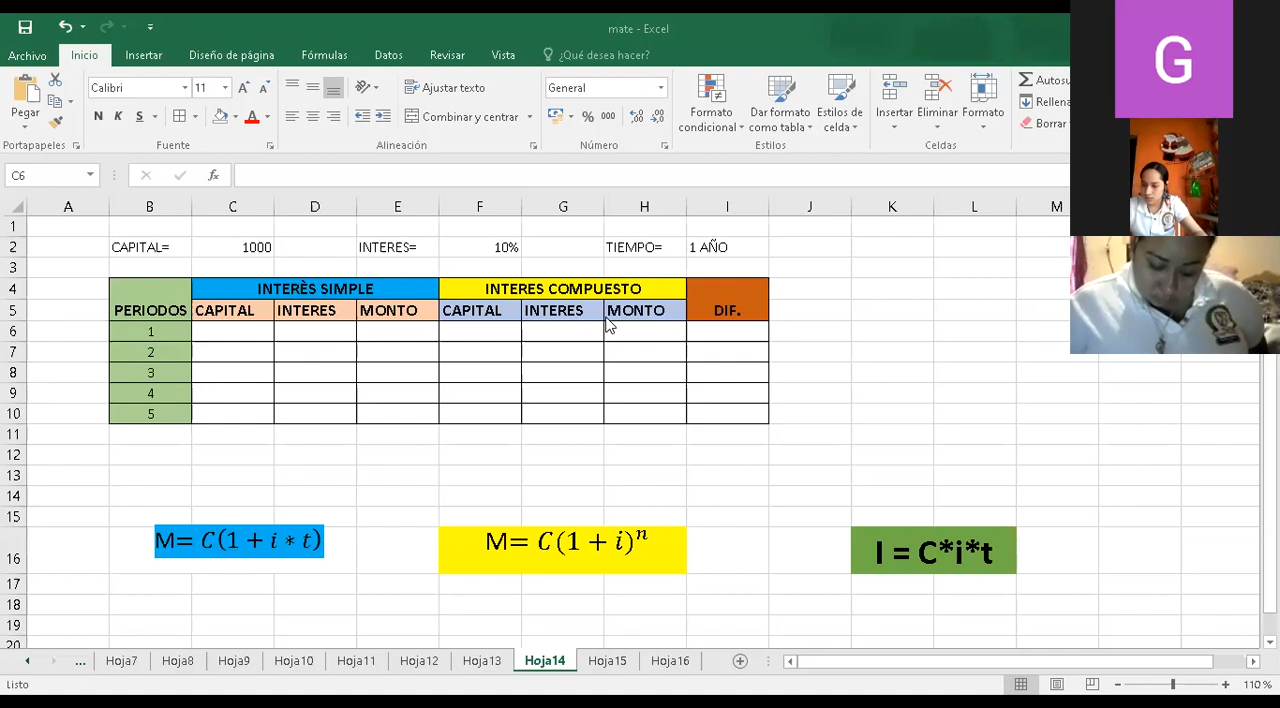 mate - Excel
Archivo Inicio Insertar Diseño de página Fórmulas Datos Revisar Vista ¿Qué desea hacer?
Pegar
Calibri 11
N K S
Ajustar texto
Combinar y centrar
General
% 000
Formato condicional
Dar formato como tabla
Estilos de celda
Insertar Eliminar Formato
Autosu
Rellena
Borrar
Portapapeles Fuente Alineación Número Estilos Celdas
C6 fx
A B C D E F G H I J K L M
1
2 CAPITAL= 1000 INTERES= 10% TIEMPO= 1 AÑO
3
4 INTERÈS SIMPLE INTERES COMPUESTO
5 PERIODOS CAPITAL INTERES MONTO CAPITAL INTERES MONTO DIF.
6 1
7 2
8 3
9 4
10 5
11
12
13
14
15
16 M= C(1 + i ∗ t) M= C(1 + i)ⁿ I = C*i*t
17
18
19
20
... Hoja7 Hoja8 Hoja9 Hoja10 Hoja11 Hoja12 Hoja13 Hoja14 Hoja15 Hoja16
Listo 110 %
G